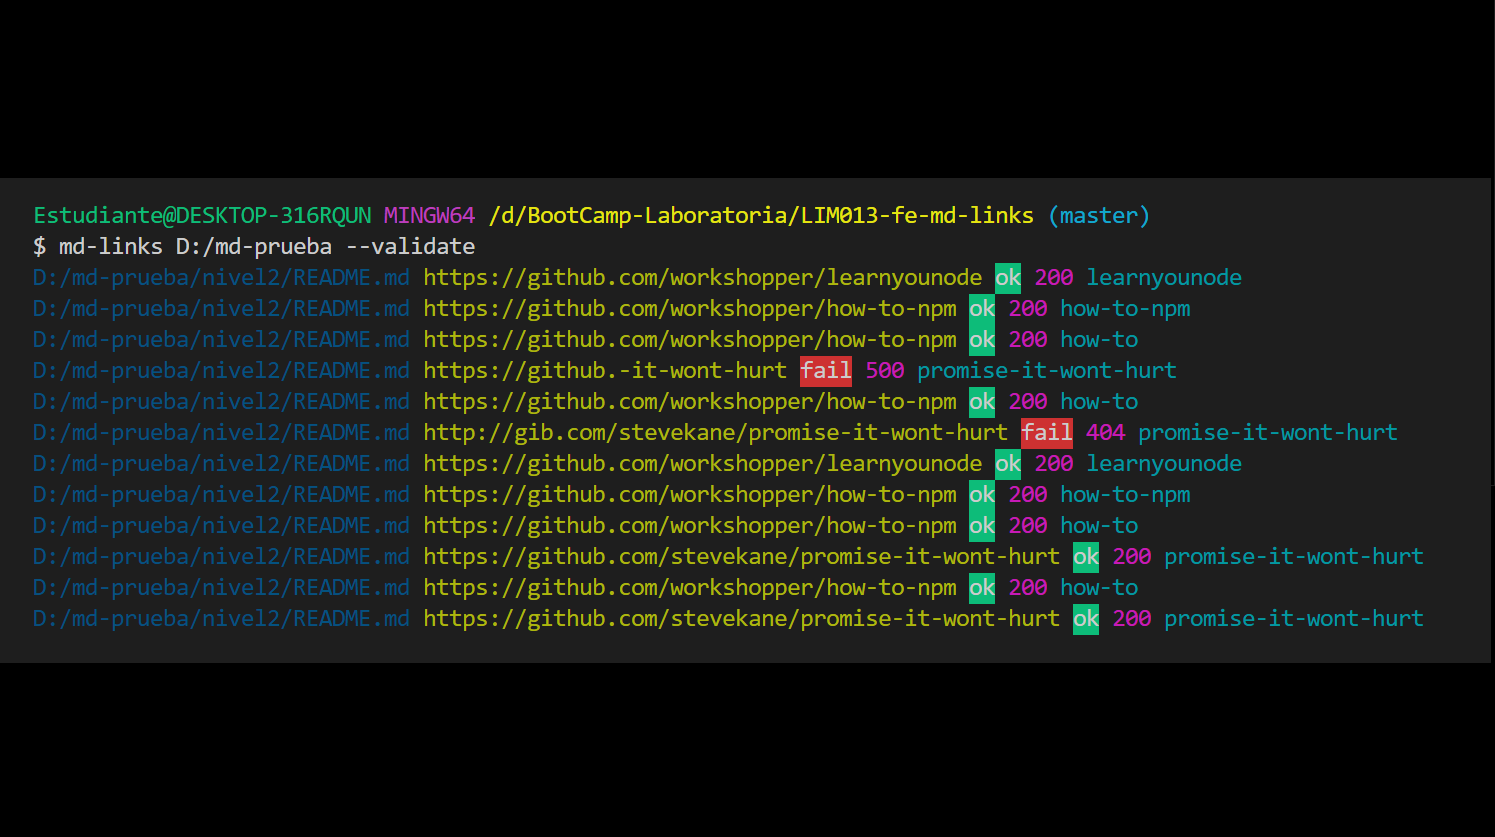 Estudiante@DESKTOP-316RQUN MINGW64 /d/BootCamp-Laboratoria/LIM013-fe-md-links (master)
$ md-links D:/md-prueba --validate
D:/md-prueba/nivel2/README.md https://github.com/workshopper/learnyounode ok 200 learnyounode
D:/md-prueba/nivel2/README.md https://github.com/workshopper/how-to-npm ok 200 how-to-npm
D:/md-prueba/nivel2/README.md https://github.com/workshopper/how-to-npm ok 200 how-to
D:/md-prueba/nivel2/README.md https://github.-it-wont-hurt fail 500 promise-it-wont-hurt
D:/md-prueba/nivel2/README.md https://github.com/workshopper/how-to-npm ok 200 how-to
D:/md-prueba/nivel2/README.md http://gib.com/stevekane/promise-it-wont-hurt fail 404 promise-it-wont-hurt
D:/md-prueba/nivel2/README.md https://github.com/workshopper/learnyounode ok 200 learnyounode
D:/md-prueba/nivel2/README.md https://github.com/workshopper/how-to-npm ok 200 how-to-npm
D:/md-prueba/nivel2/README.md https://github.com/workshopper/how-to-npm ok 200 how-to
D:/md-prueba/nivel2/README.md https://github.com/stevekane/promise-it-wont-hurt ok 200 promise-it-wont-hurt
D:/md-prueba/nivel2/README.md https://github.com/workshopper/how-to-npm ok 200 how-to
D:/md-prueba/nivel2/README.md https://github.com/stevekane/promise-it-wont-hurt ok 200 promise-it-wont-hurt